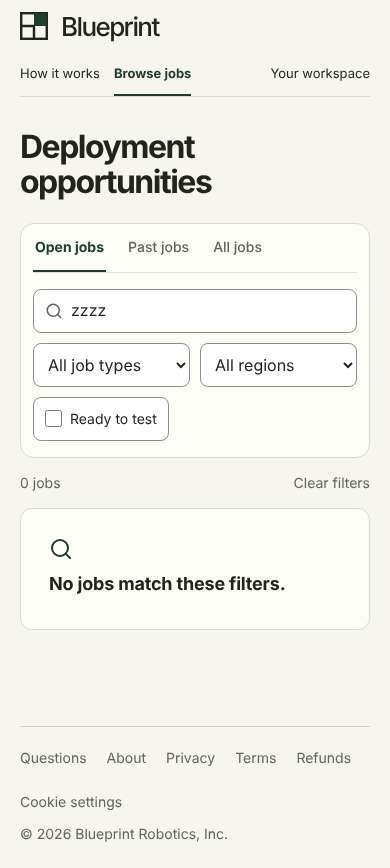 Blueprint
How it works Browse jobs Your workspace
Deployment
opportunities
Open jobs Past jobs All jobs
zzzz
All job types All regions
Ready to test
0 jobs Clear filters
No jobs match these filters.
Questions About Privacy Terms Refunds
Cookie settings
© 2026 Blueprint Robotics, Inc.